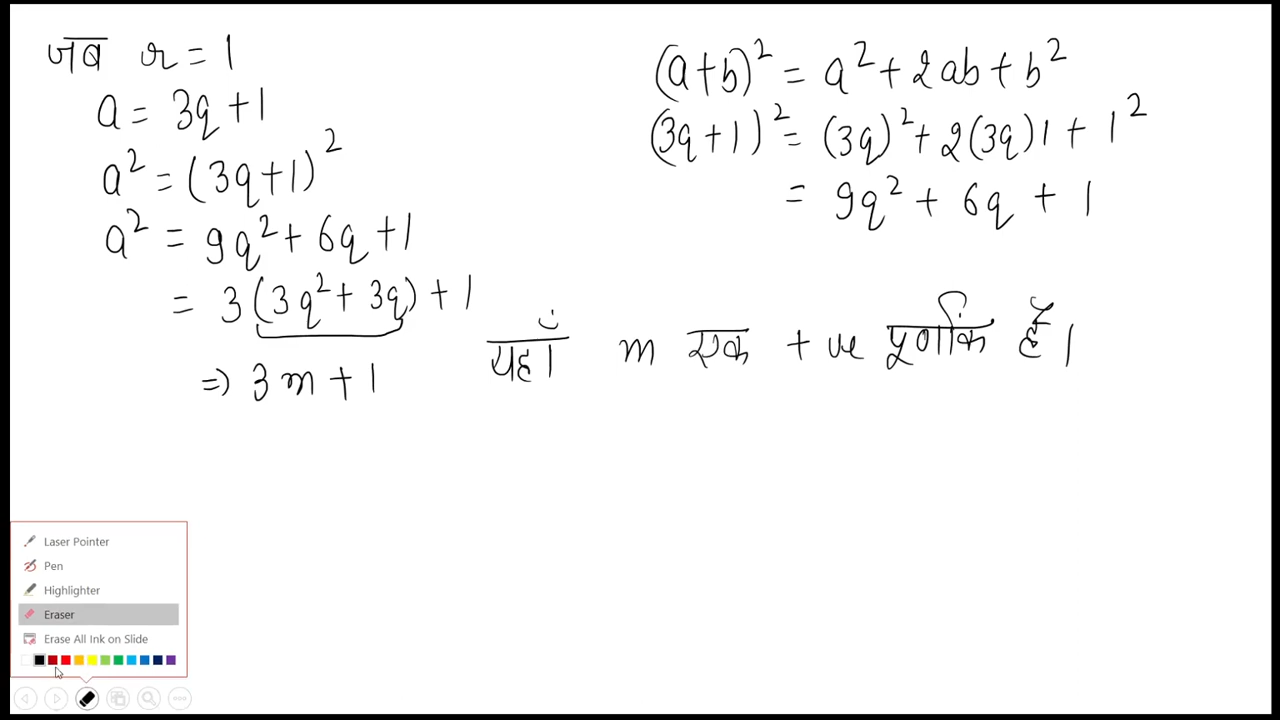 जब r = 1
a = 3q + 1
a² = (3q+1)²
a² = 9q² + 6q + 1
= 3(3q² + 3q) + 1
⇒ 3m + 1
(a+b)² = a² + 2ab + b²
(3q+1)² = (3q)² + 2(3q)1 + 1²
= 9q² + 6q + 1
यहाँ m एक +ve पूर्णांक है।
Laser Pointer
Pen
Highlighter
Eraser
Erase All Ink on Slide